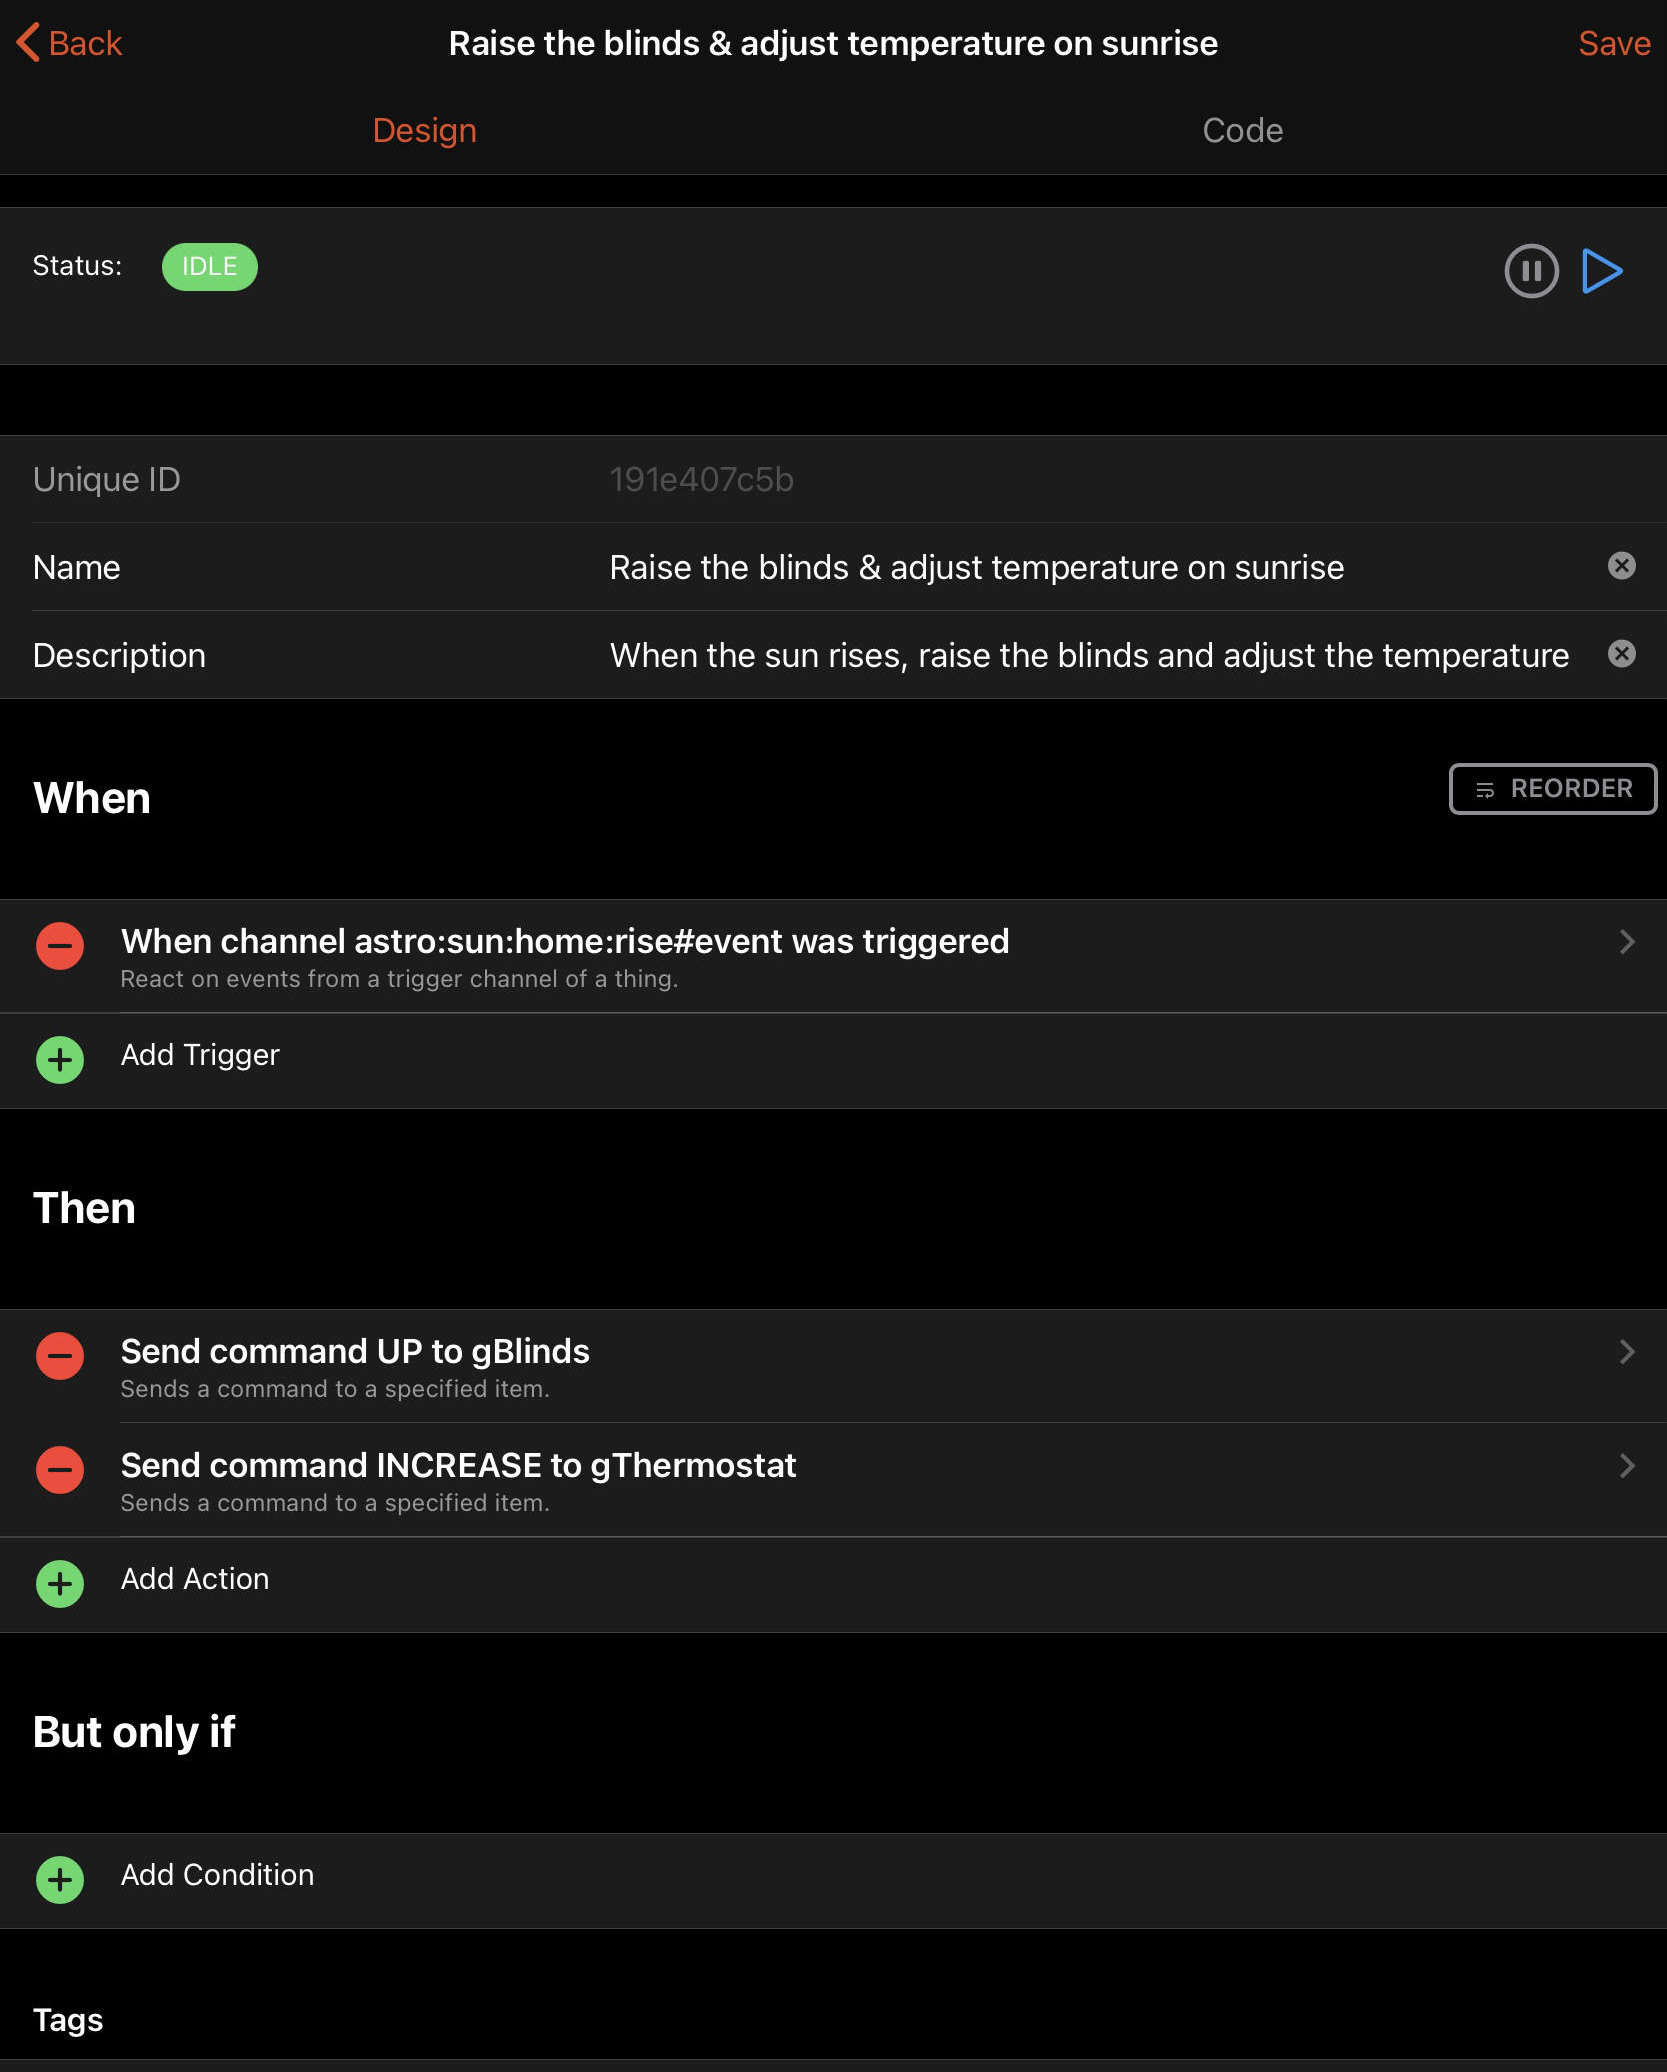 Back
Raise the blinds & adjust temperature on sunrise
Save
Design
Code
Status:
IDLE
Unique ID
191e407c5b
Name
Raise the blinds & adjust temperature on sunrise
Description
When the sun rises, raise the blinds and adjust the temperature
When
REORDER
When channel astro:sun:home:rise#event was triggered
React on events from a trigger channel of a thing.
Add Trigger
Then
Send command UP to gBlinds
Sends a command to a specified item.
Send command INCREASE to gThermostat
Sends a command to a specified item.
Add Action
But only if
Add Condition
Tags